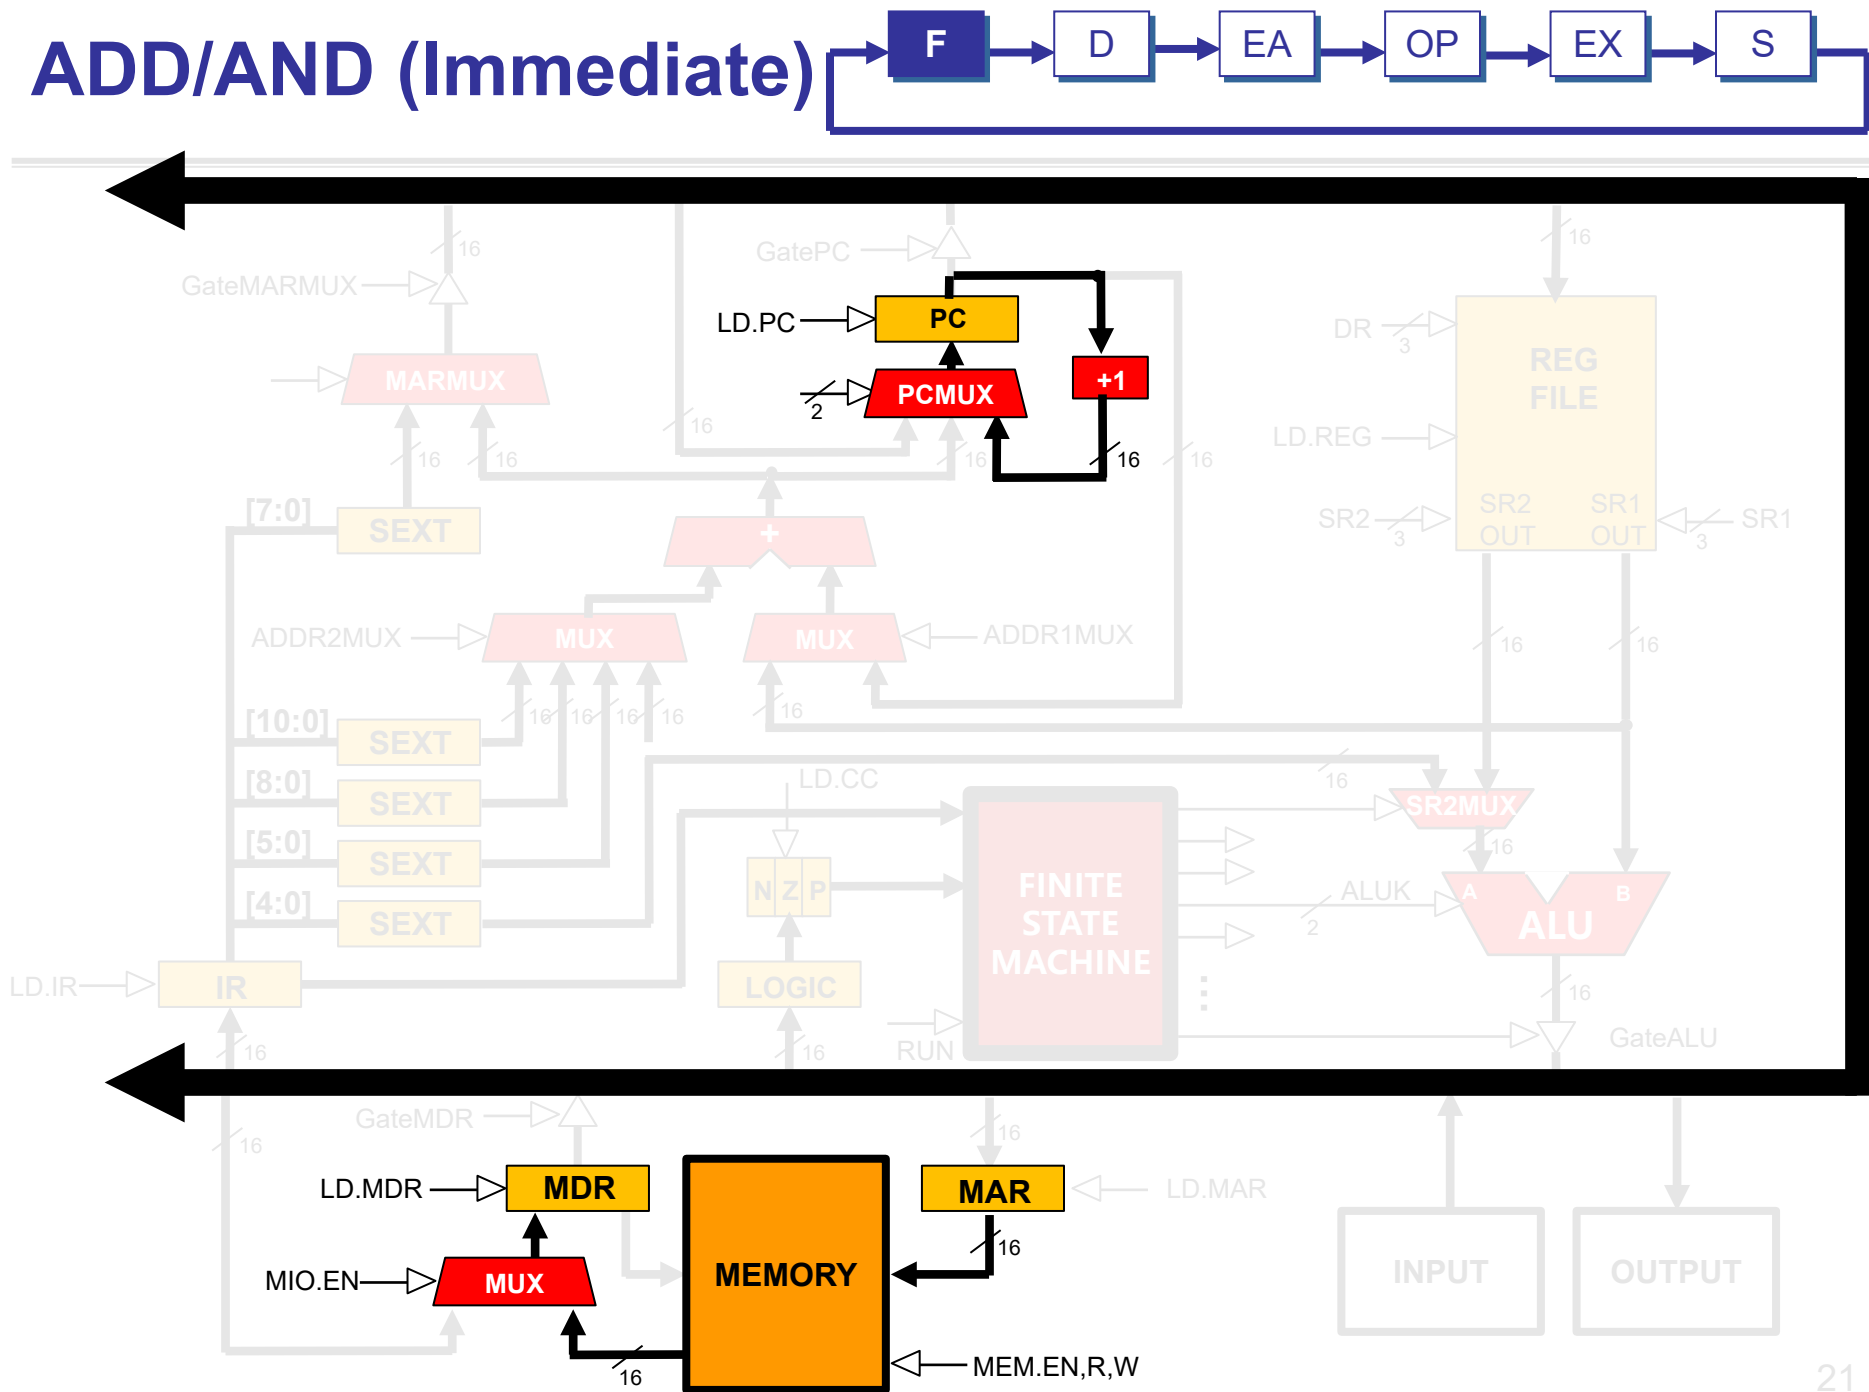 ADD/AND (Immediate)
F
D
EA
OP
EX
S
16
GatePC
16
GateMARMUX
LD.PC
PC
DR
3
REG
FILE
MARMUX
2
PCMUX
+1
16
LD.REG
16
16
16
16
16
[7:0]
SEXT
+
SR2
3
SR2
OUT
SR1
OUT
3
SR1
ADDR2MUX
MUX
MUX
ADDR1MUX
16
16
16
16
16
16
16
[10:0]
SEXT
[8:0]
SEXT
LD.CC
16
SR2MUX
[5:0]
SEXT
16
N Z P
FINITE
STATE
MACHINE
2
ALUK
A
B
ALU
[4:0]
SEXT
LD.IR
IR
LOGIC
16
16
16
RUN
GateALU
GateMDR
16
16
LD.MDR
MDR
MAR
LD.MAR
16
MIO.EN
MUX
MEMORY
INPUT
OUTPUT
16
MEM.EN,R,W
21